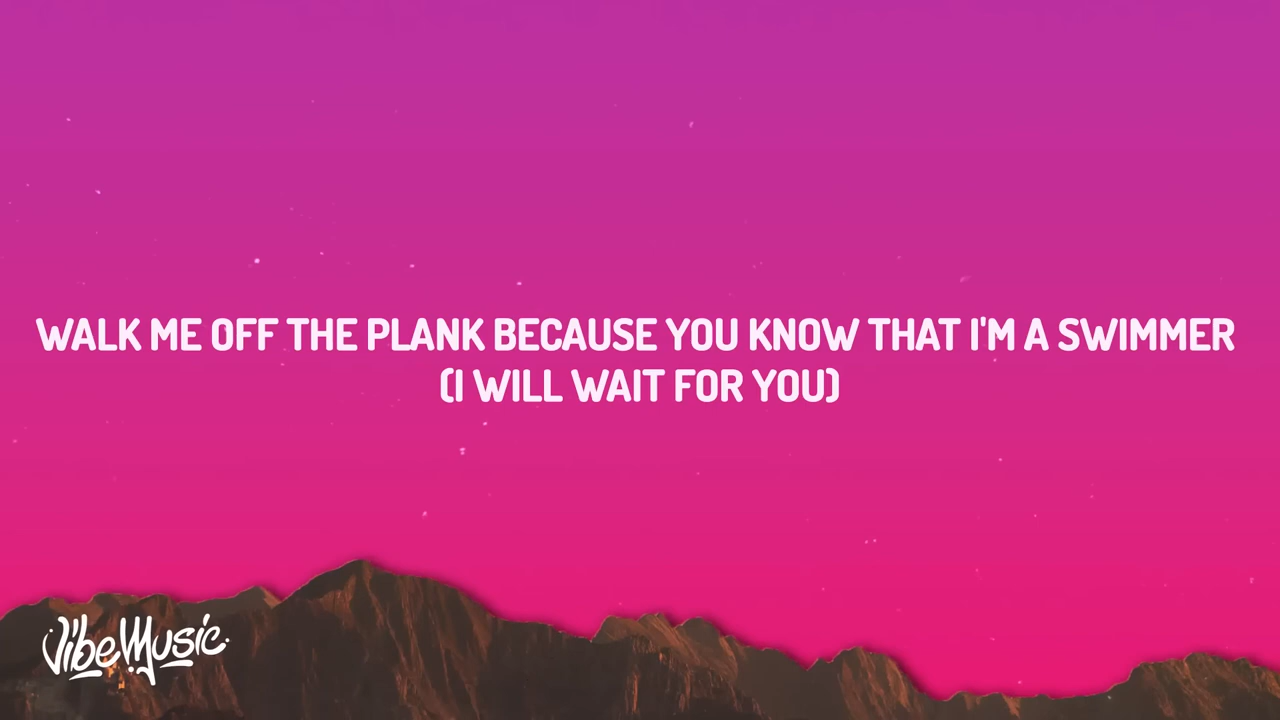 WALK ME OFF THE PLANK BECAUSE YOU KNOW THAT I'M A SWIMMER
(I WILL WAIT FOR YOU)
VibeMusic